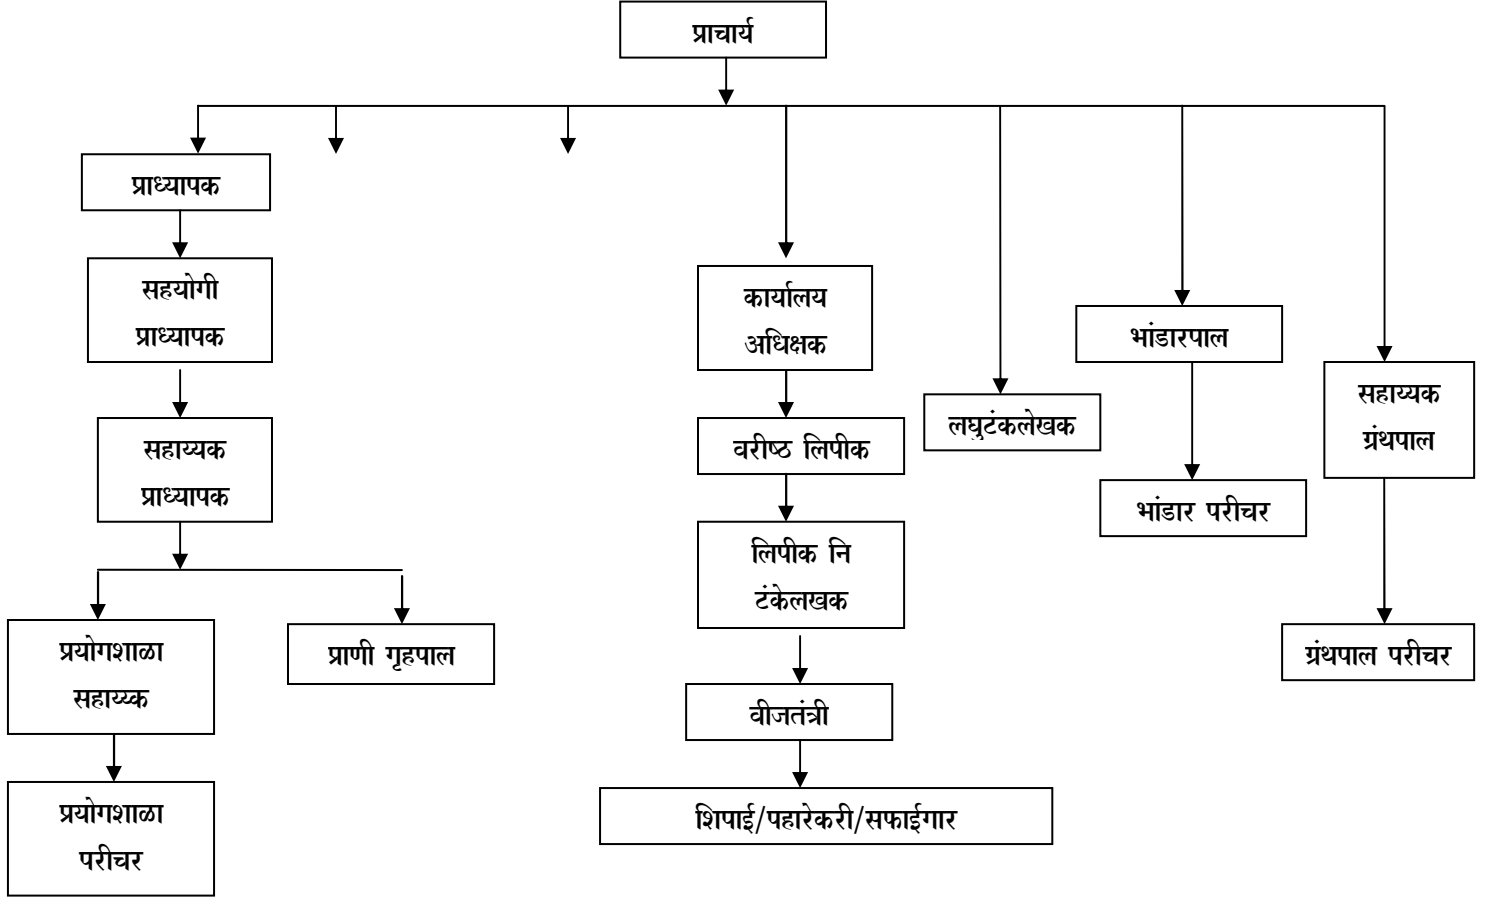 प्राचार्य
प्राध्यापक
सहयोगी
प्राध्यापक
सहाय्यक
प्राध्यापक
प्रयोगशाळा
सहाय्य्क
प्रयोगशाळा
परीचर
प्राणी गृहपाल
कार्यालय
अधिक्षक
वरीष्ठ लिपीक
लिपीक नि
टंकेलखक
वीजतंत्री
शिपाई/पहारेकरी/सफाईगार
लघुटंकलेखक
भांडारपाल
भांडार परीचर
सहाय्यक
ग्रंथपाल
ग्रंथपाल परीचर